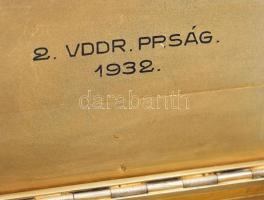 2. VDDR. PRSÁG.
1932.
darabanth